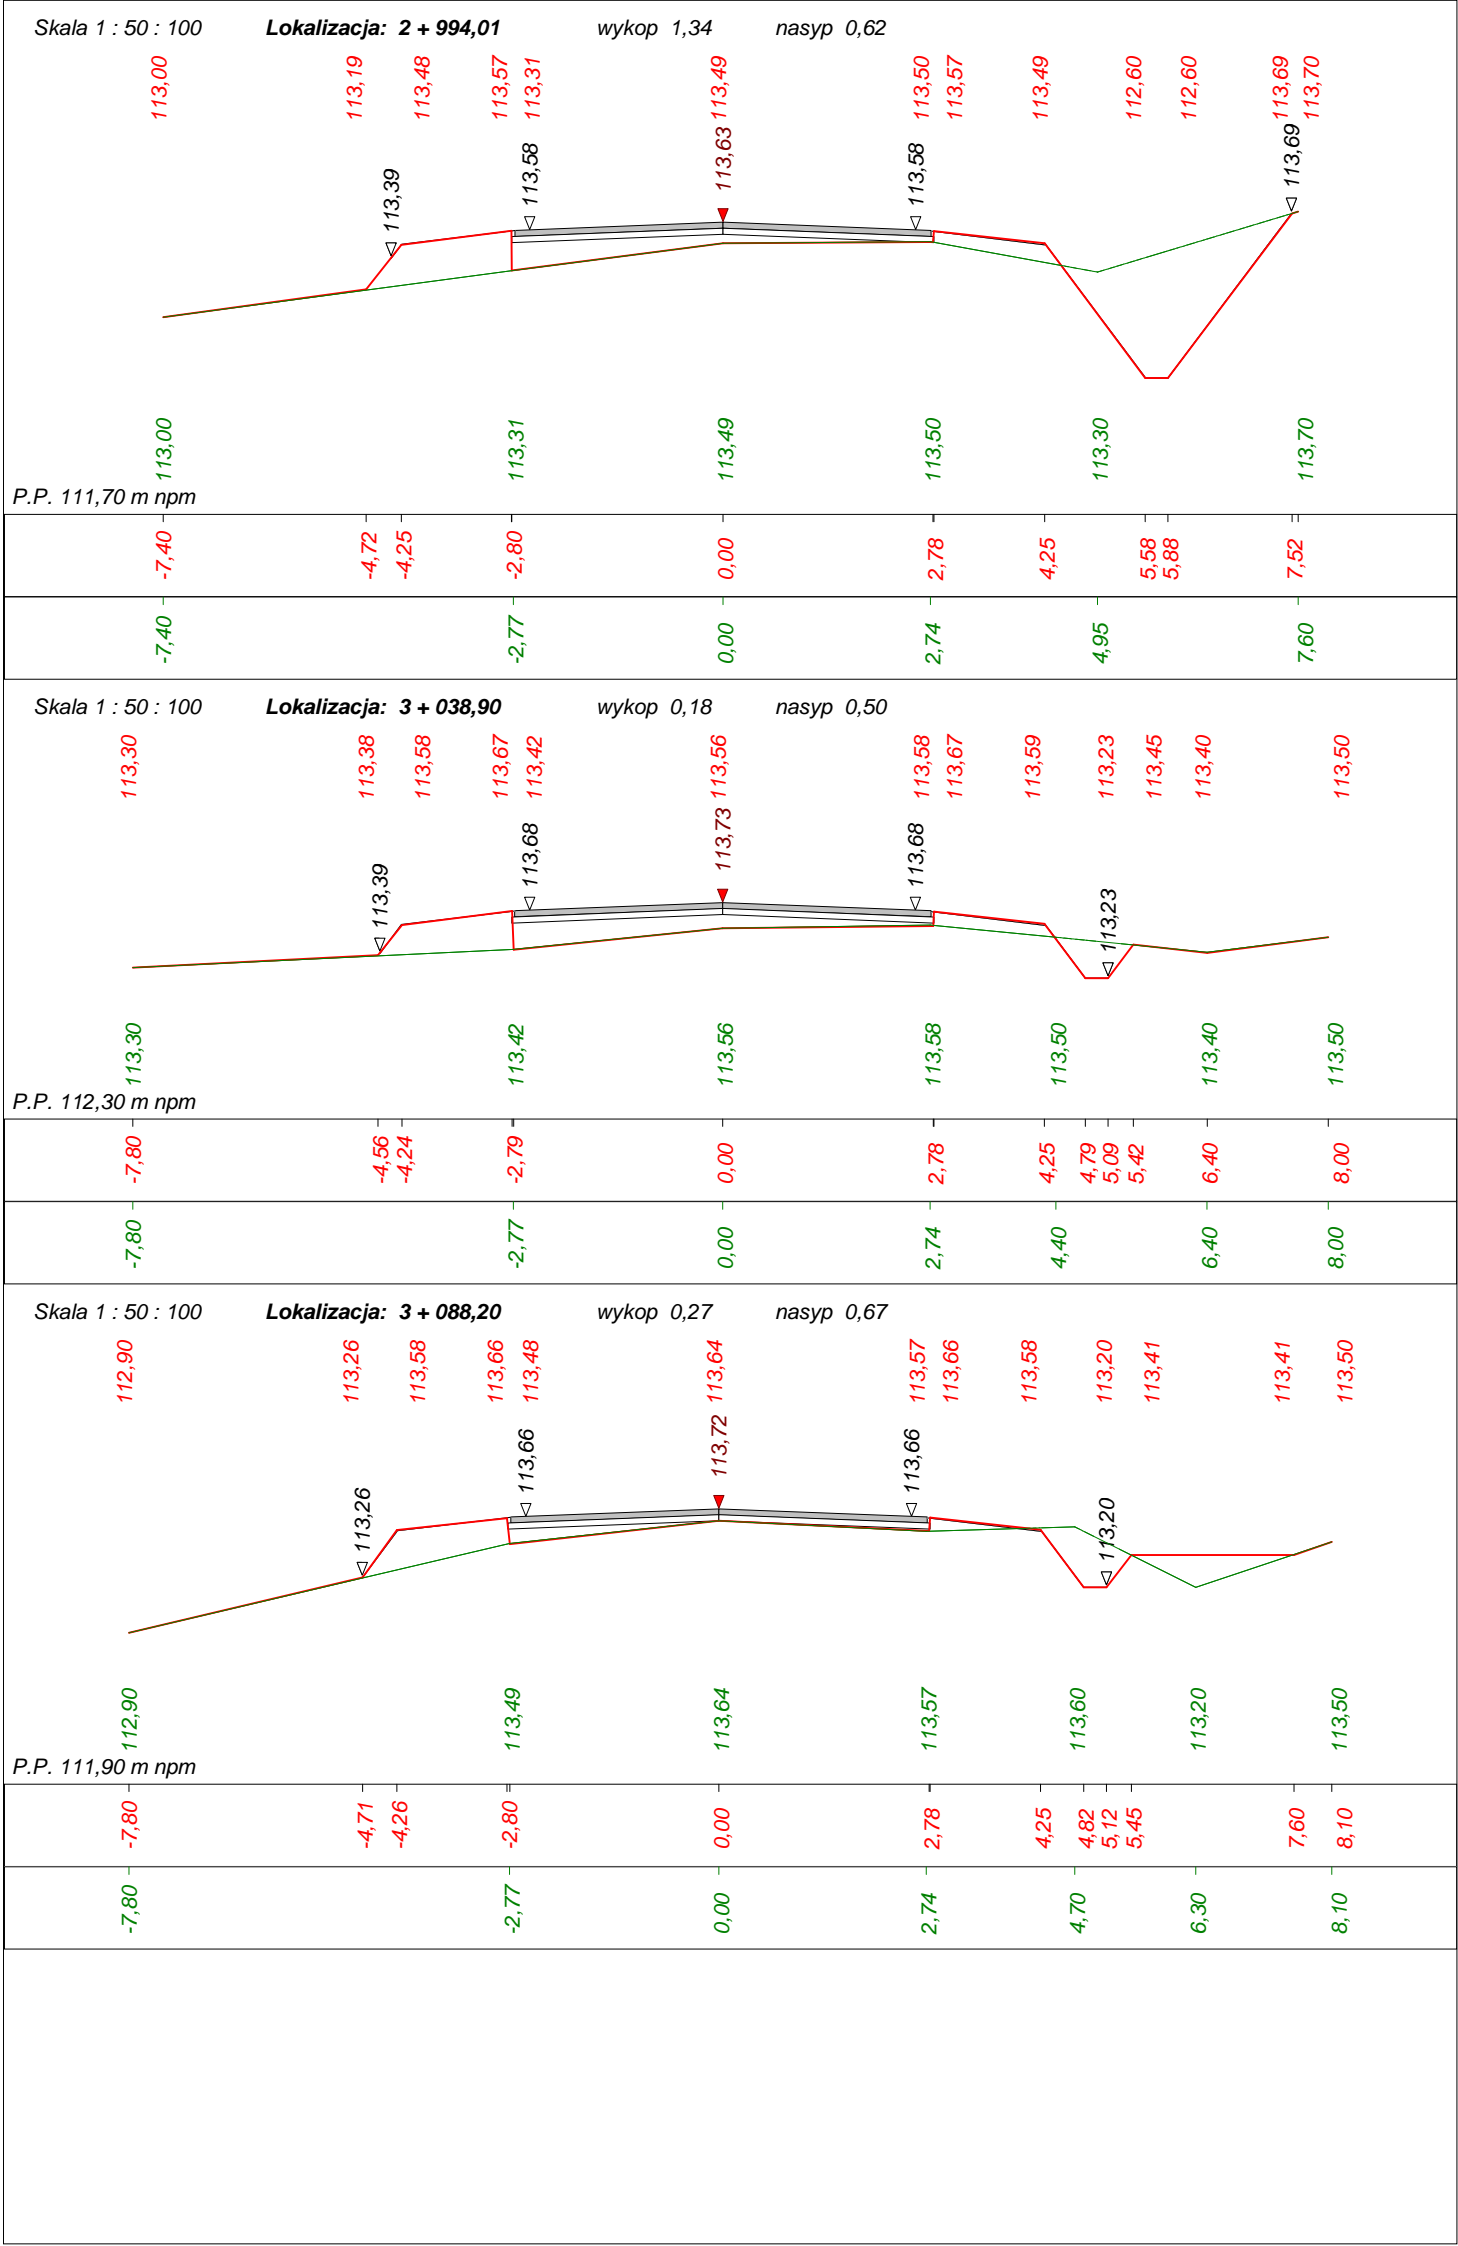 Skala 1 : 50 : 100 Lokalizacja: 2 + 994,01 wykop 1,34 nasyp 0,62
113,00 113,19 113,48 113,57 113,31 113,49 113,50 113,57 113,49 112,60 112,60 113,69 113,70
113,39 113,58 113,63 113,58 113,69
113,00 113,31 113,49 113,50 113,30 113,70
P.P. 111,70 m npm
-7,40 -4,72 -4,25 -2,80 0,00 2,78 4,25 5,58 5,88 7,52
-7,40 -2,77 0,00 2,74 4,95 7,60
Skala 1 : 50 : 100 Lokalizacja: 3 + 038,90 wykop 0,18 nasyp 0,50
113,30 113,38 113,58 113,67 113,42 113,56 113,58 113,67 113,59 113,23 113,45 113,40 113,50
113,39 113,68 113,73 113,68 113,23
113,30 113,42 113,56 113,58 113,50 113,40 113,50
P.P. 112,30 m npm
-7,80 -4,56 -4,24 -2,79 0,00 2,78 4,25 4,79 5,09 5,42 6,40 8,00
-7,80 -2,77 0,00 2,74 4,40 6,40 8,00
Skala 1 : 50 : 100 Lokalizacja: 3 + 088,20 wykop 0,27 nasyp 0,67
112,90 113,26 113,58 113,66 113,48 113,64 113,57 113,66 113,58 113,20 113,41 113,41 113,50
113,26 113,66 113,72 113,66 113,20
112,90 113,49 113,64 113,57 113,60 113,20 113,50
P.P. 111,90 m npm
-7,80 -4,71 -4,26 -2,80 0,00 2,78 4,25 4,82 5,12 5,45 7,60 8,10
-7,80 -2,77 0,00 2,74 4,70 6,30 8,10